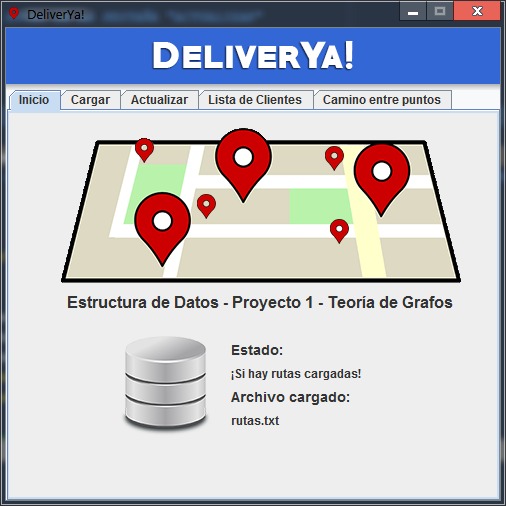 DeliverYa!
DELIVERYA!
Inicio Cargar Actualizar Lista de Clientes Camino entre puntos
Estructura de Datos - Proyecto 1 - Teoría de Grafos
Estado:
¡Si hay rutas cargadas!
Archivo cargado:
rutas.txt